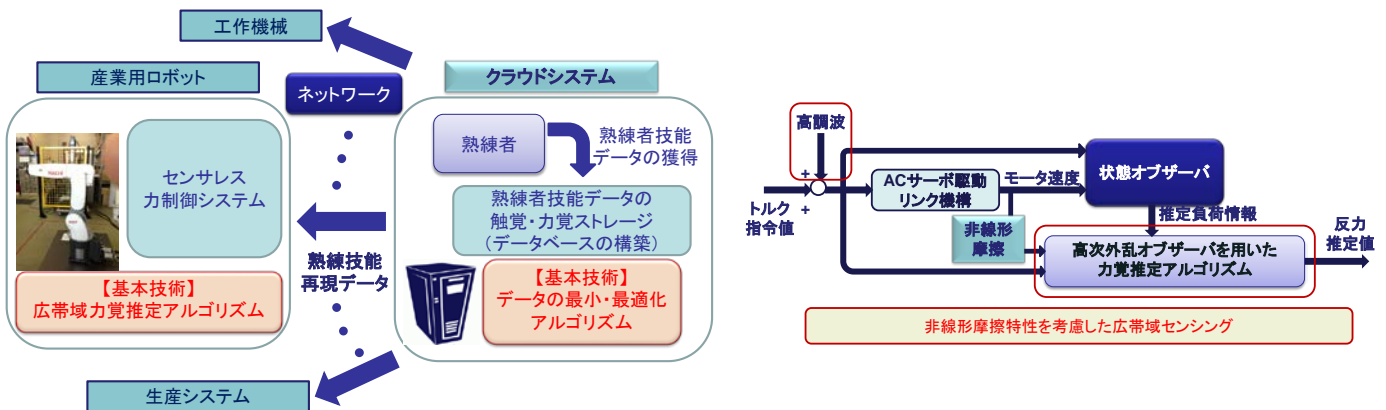 工作機械
産業用ロボット
ネットワーク
クラウドシステム
センサレス
力制御システム
【基本技術】
広帯域力覚推定アルゴリズム
熟練技能
再現データ
熟練者
熟練者技能
データの獲得
熟練者技能データの
触覚・力覚ストレージ
(データベースの構築)
【基本技術】
データの最小・最適化
アルゴリズム
生産システム
高調波
+
+
トルク
指令値
ACサーボ駆動
リンク機構
モータ速度
状態オブザーバ
推定負荷情報
非線形
摩擦
高次外乱オブザーバを用いた
力覚推定アルゴリズム
反力
推定値
非線形摩擦特性を考慮した広帯域センシング